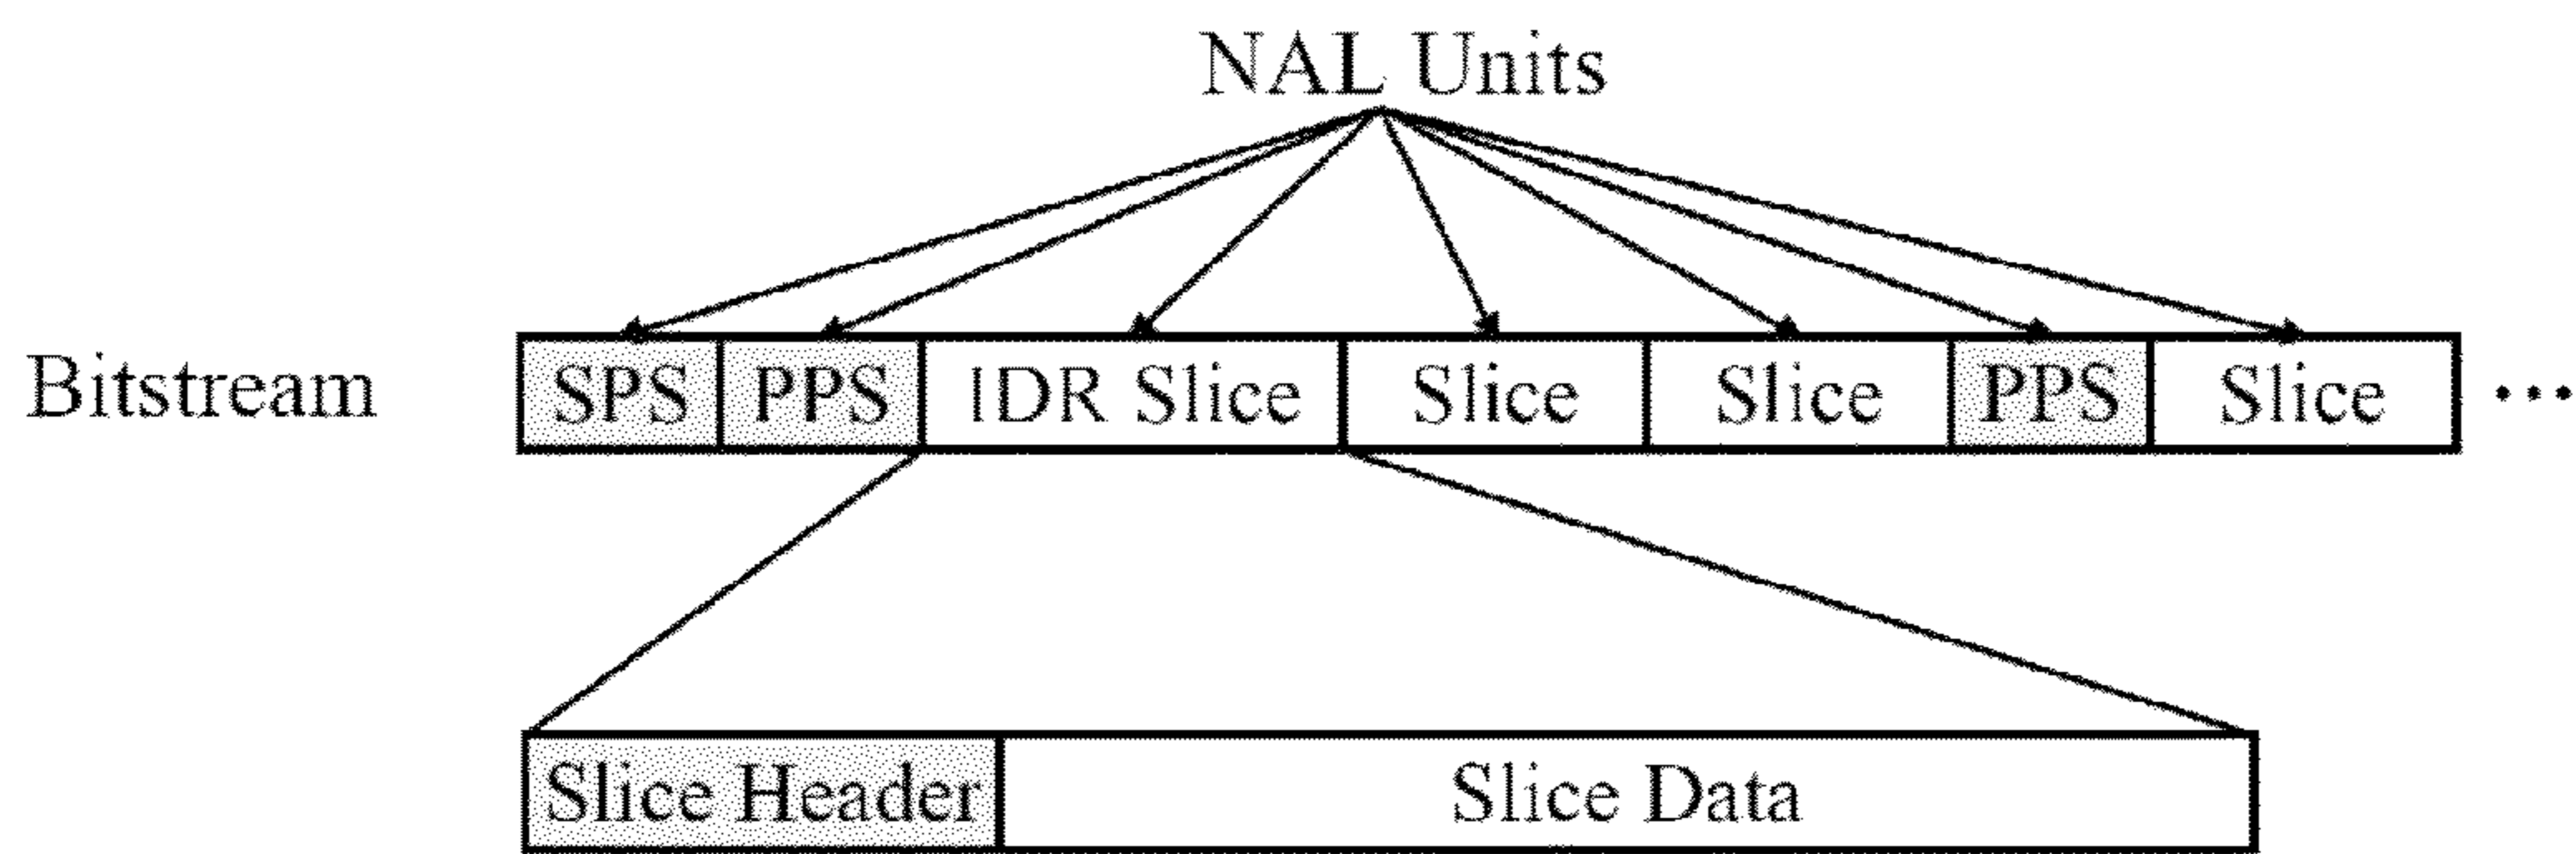 NAL Units
Bitstream SPS PPS IDR Slice Slice Slice PPS Slice ...
Slice Header Slice Data